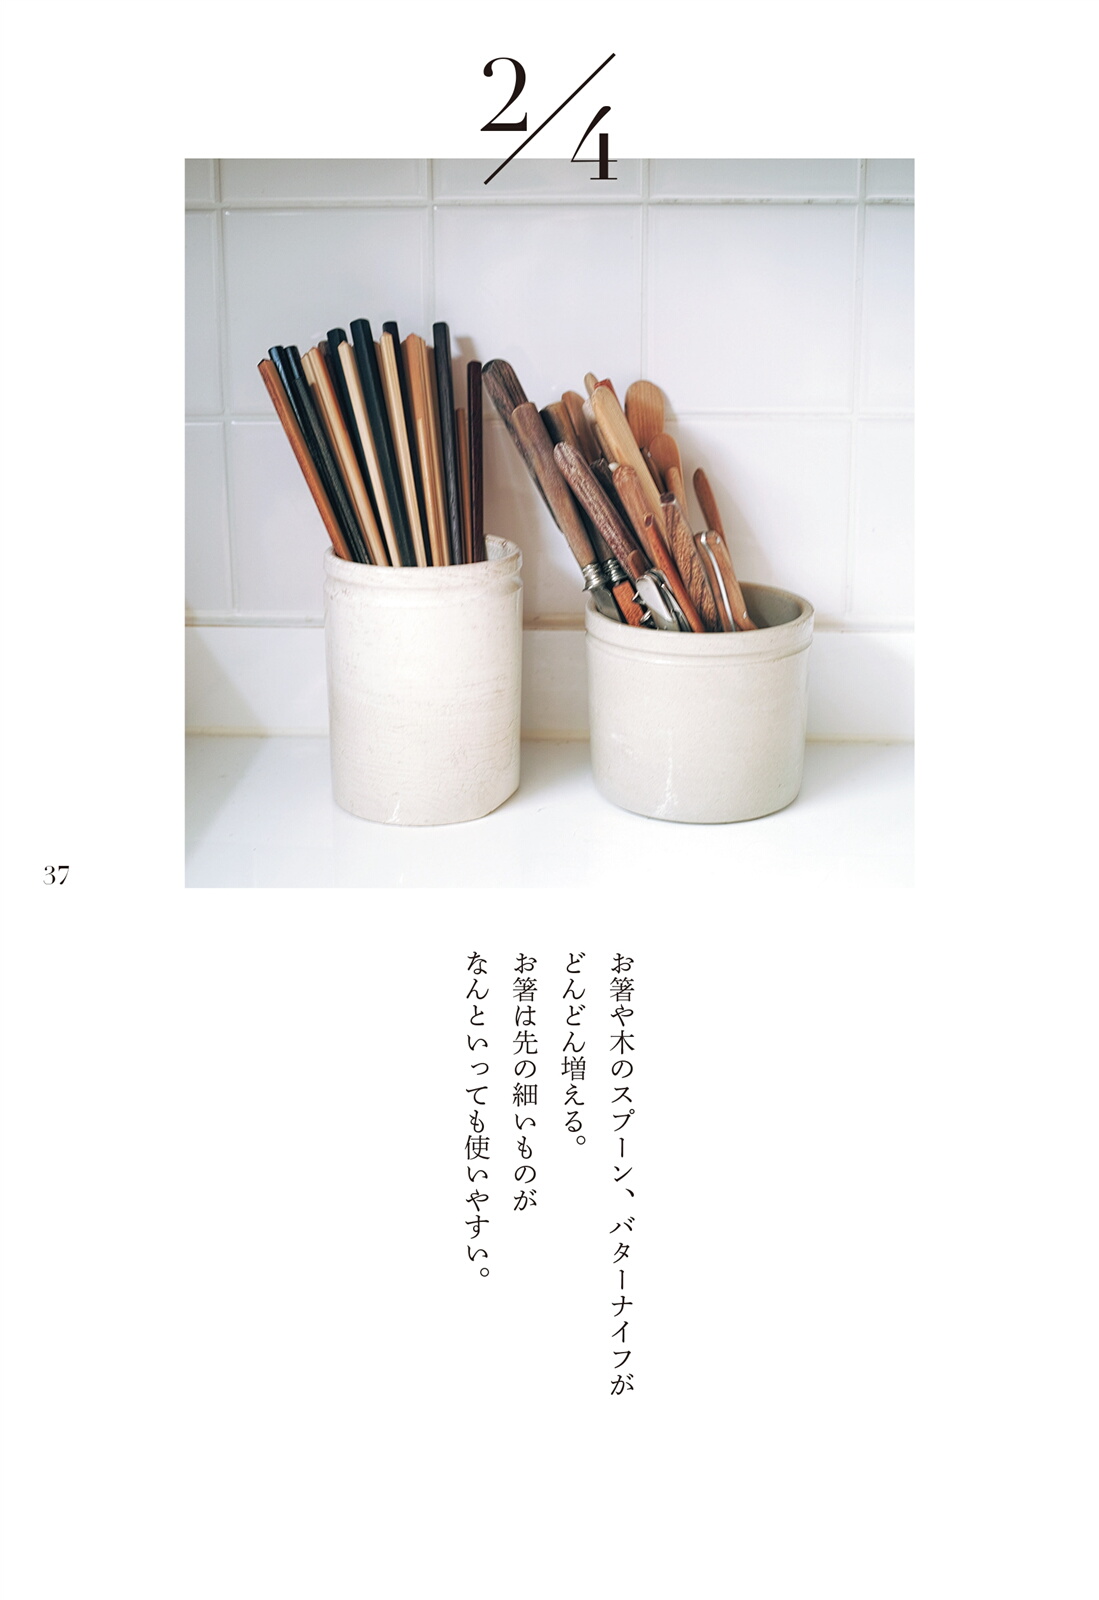 2/4
お箸や木のスプーン、バターナイフが
どんどん増える。
お箸は先の細いものが
なんといっても使いやすい。
37